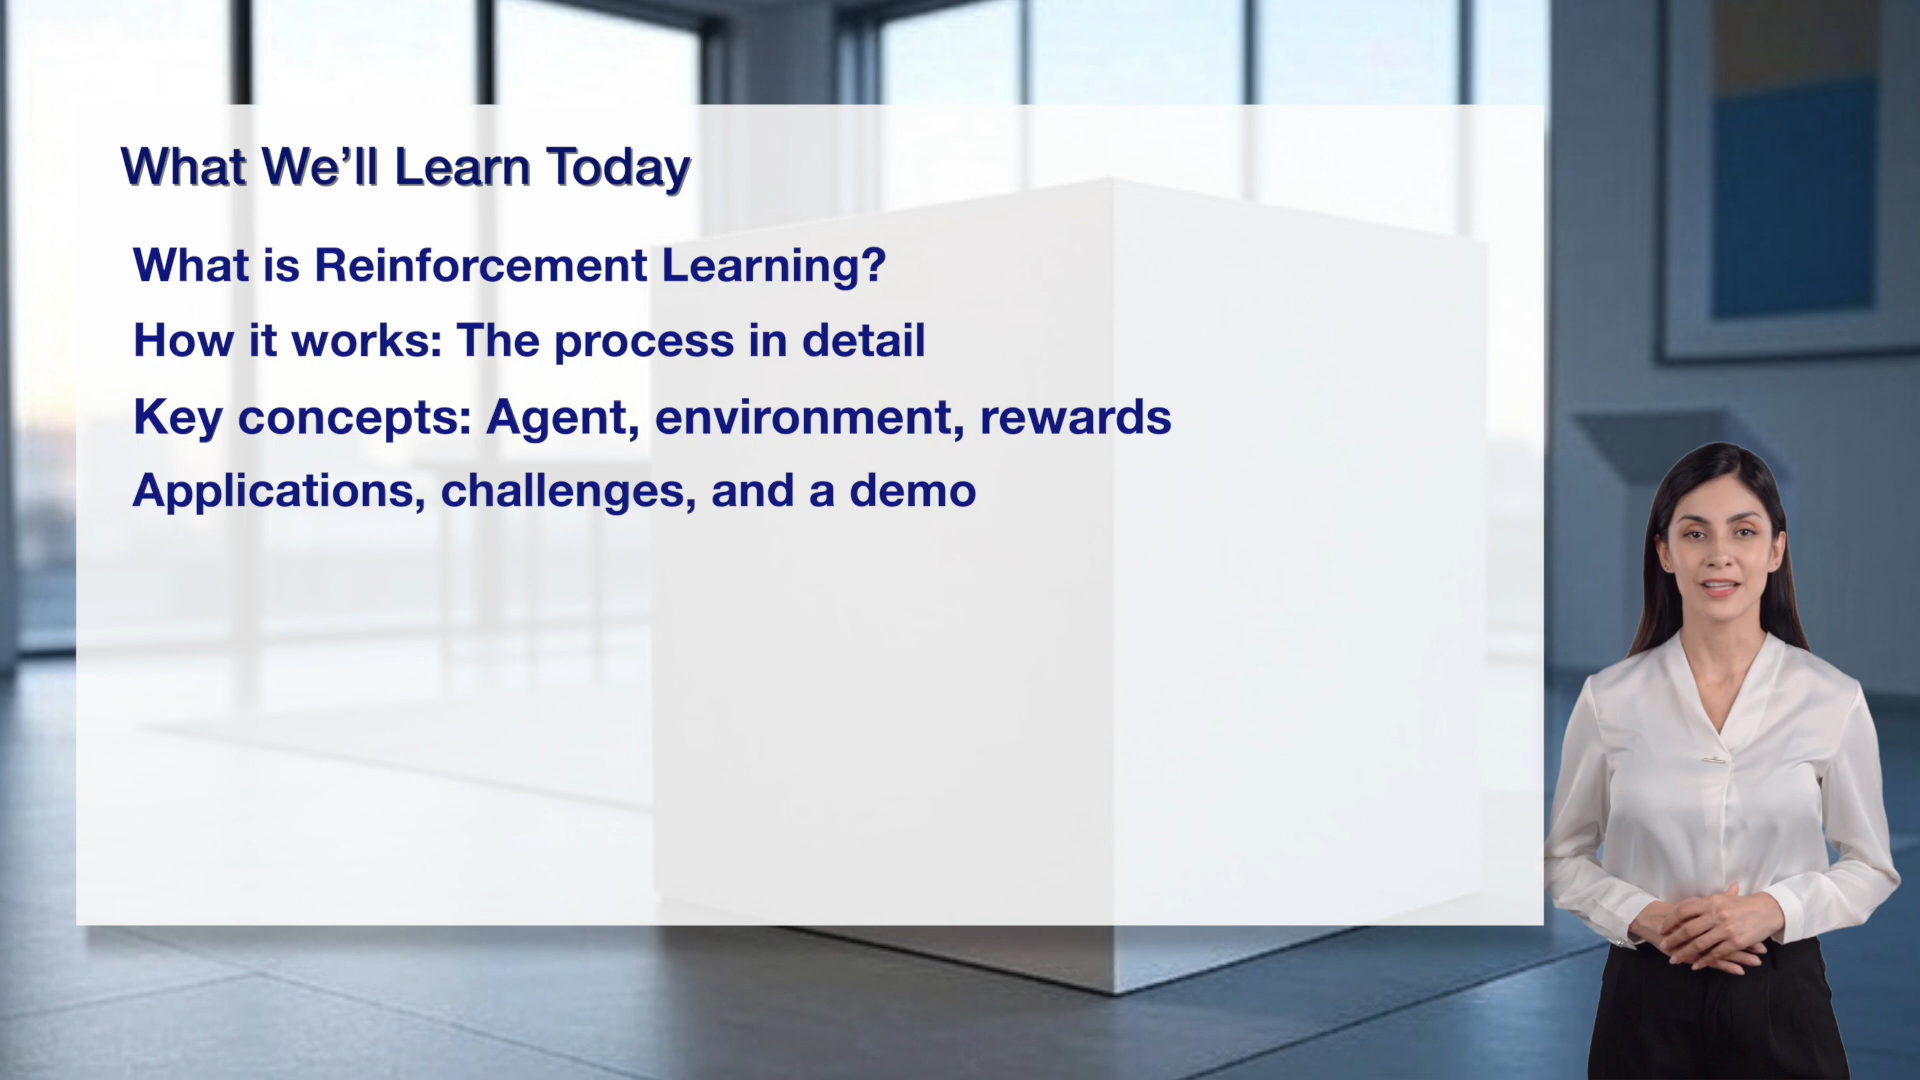 What We’ll Learn Today
What is Reinforcement Learning?
How it works: The process in detail
Key concepts: Agent, environment, rewards
Applications, challenges, and a demo